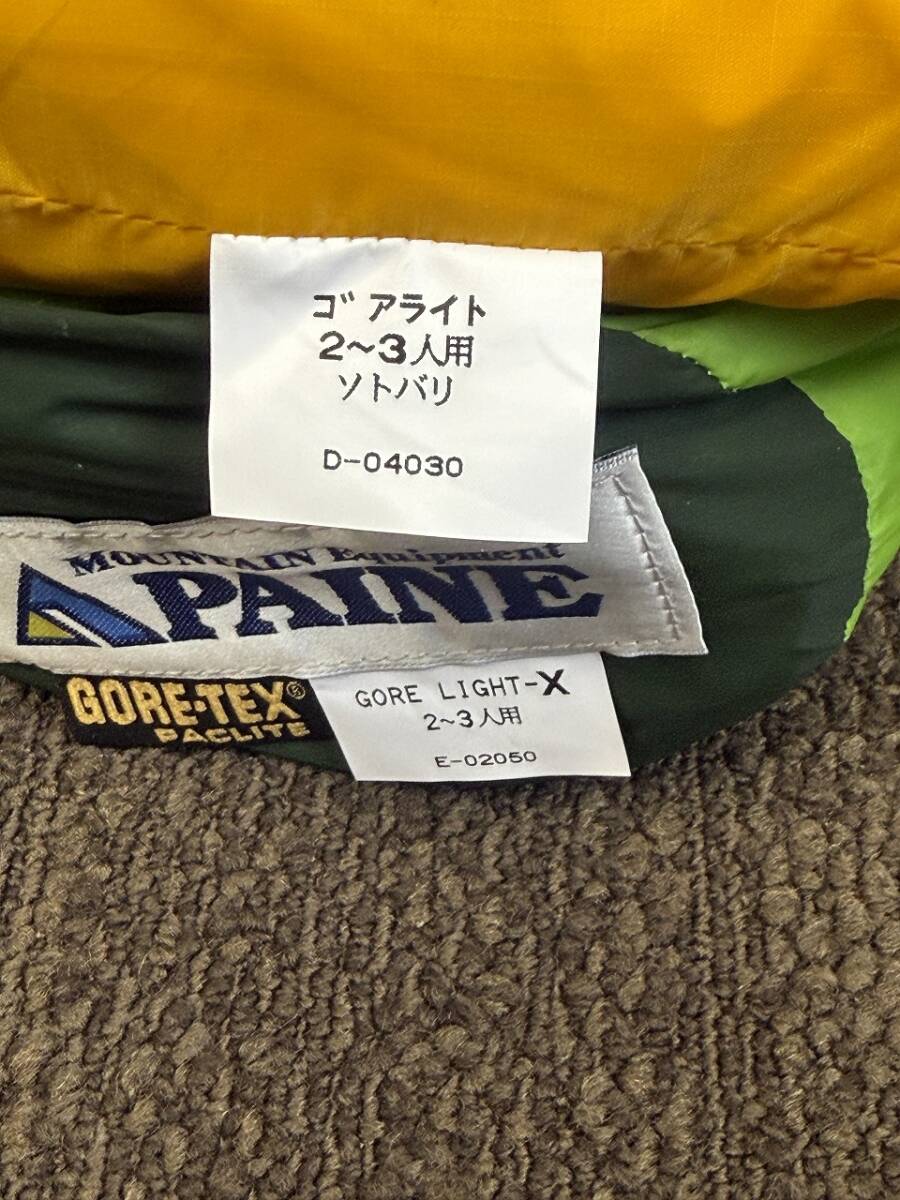 ゴアライト
2~3人用
ソトバリ
D-04030
MOUNTAIN Equipment
PAINE
GORE-TEX®
PACLITE
GORE LIGHT-X
2~3人用
E-02050